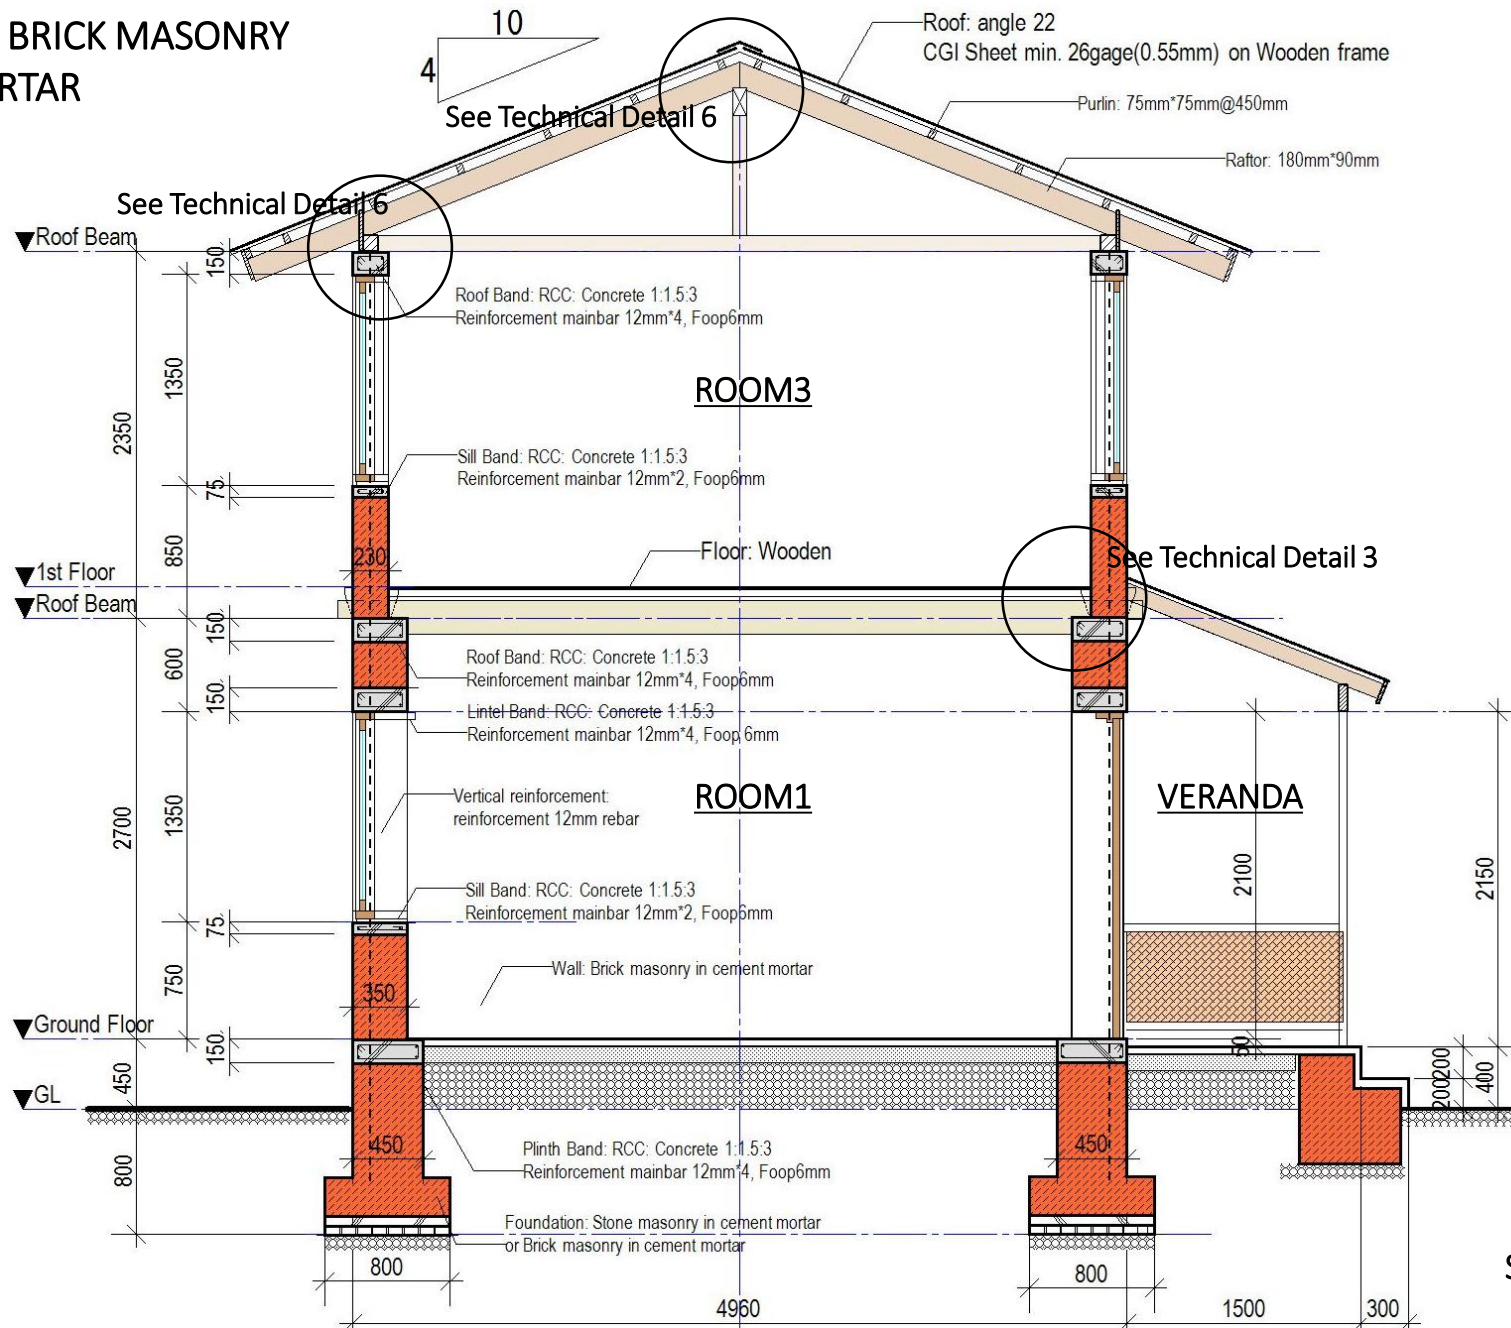 BRICK MASONRY
RTAR
10
4
Roof: angle 22
CGI Sheet min. 26gage(0.55mm) on Wooden frame
Purlin: 75mm*75mm@450mm
Raftor: 180mm*90mm
See Technical Detail 6
See Technical Detail 6
Roof Beam
150
Roof Band: RCC: Concrete 1:1.5:3
Reinforcement mainbar 12mm*4, Foop6mm
1350
2350
ROOM3
Sill Band: RCC: Concrete 1:1.5:3
Reinforcement mainbar 12mm*2, Foop6mm
75
850
230
Floor: Wooden
See Technical Detail 3
1st Floor
Roof Beam
150
600
150
Roof Band: RCC: Concrete 1:1.5:3
Reinforcement mainbar 12mm*4, Foop6mm
Lintel Band: RCC: Concrete 1:1.5:3
Reinforcement mainbar 12mm*4, Foop 6mm
Vertical reinforcement:
reinforcement 12mm rebar
ROOM1
VERANDA
2700
1350
2100
2150
Sill Band: RCC: Concrete 1:1.5:3
Reinforcement mainbar 12mm*2, Foop6mm
75
750
Wall: Brick masonry in cement mortar
350
Ground Floor
150
50
450
200
200
400
GL
800
450
450
Plinth Band: RCC: Concrete 1:1.5:3
Reinforcement mainbar 12mm*4, Foop6mm
Foundation: Stone masonry in cement mortar
or Brick masonry in cement mortar
800
800
S
4960
1500
300